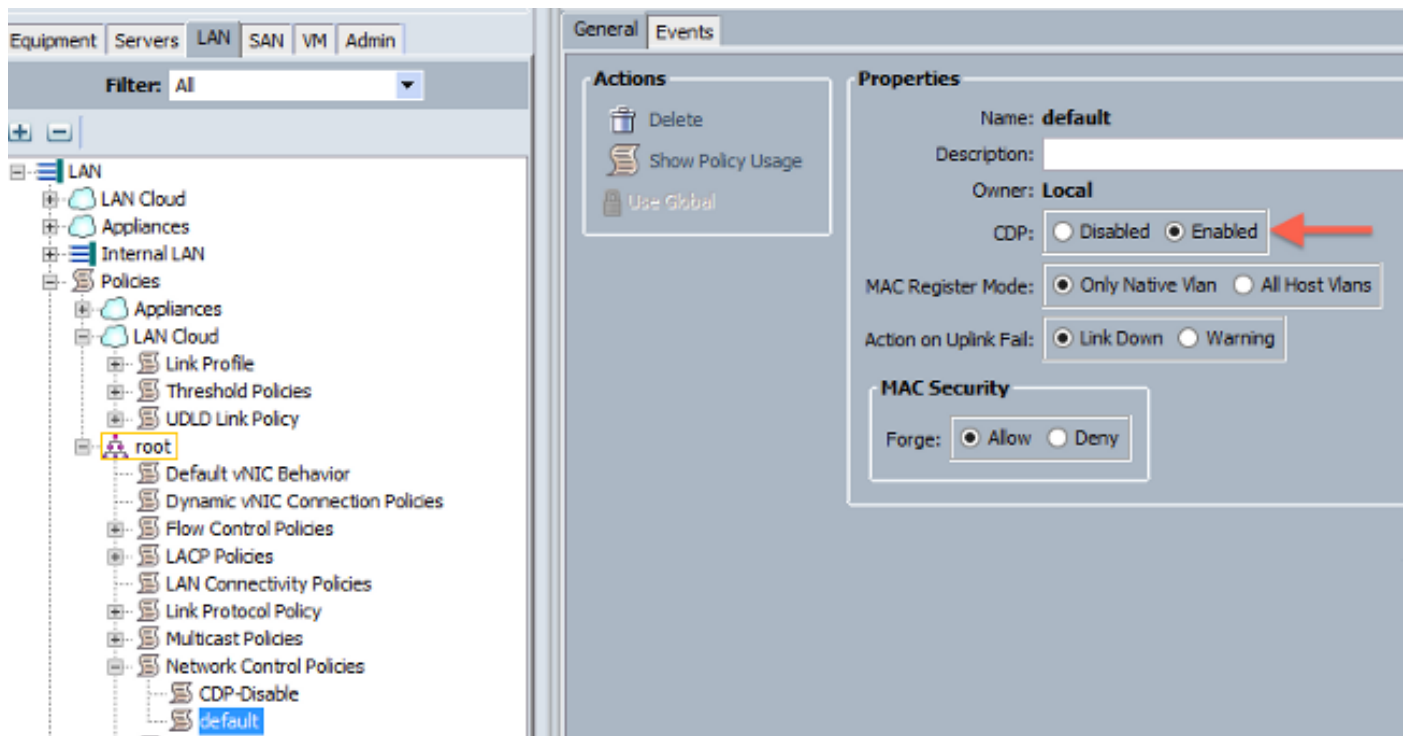 Equipment Servers LAN SAN VM Admin
Filter: All
LAN
LAN Cloud
Appliances
Internal LAN
Policies
Appliances
LAN Cloud
Link Profile
Threshold Policies
UDLD Link Policy
root
Default vNIC Behavior
Dynamic vNIC Connection Policies
Flow Control Policies
LACP Policies
LAN Connectivity Policies
Link Protocol Policy
Multicast Policies
Network Control Policies
CDP-Disable
default
General Events
Actions
Delete
Show Policy Usage
Use Global
Properties
Name: default
Description:
Owner: Local
CDP: Disabled Enabled
MAC Register Mode: Only Native Vlan All Host Vlans
Action on Uplink Fail: Link Down Warning
MAC Security
Forge: Allow Deny